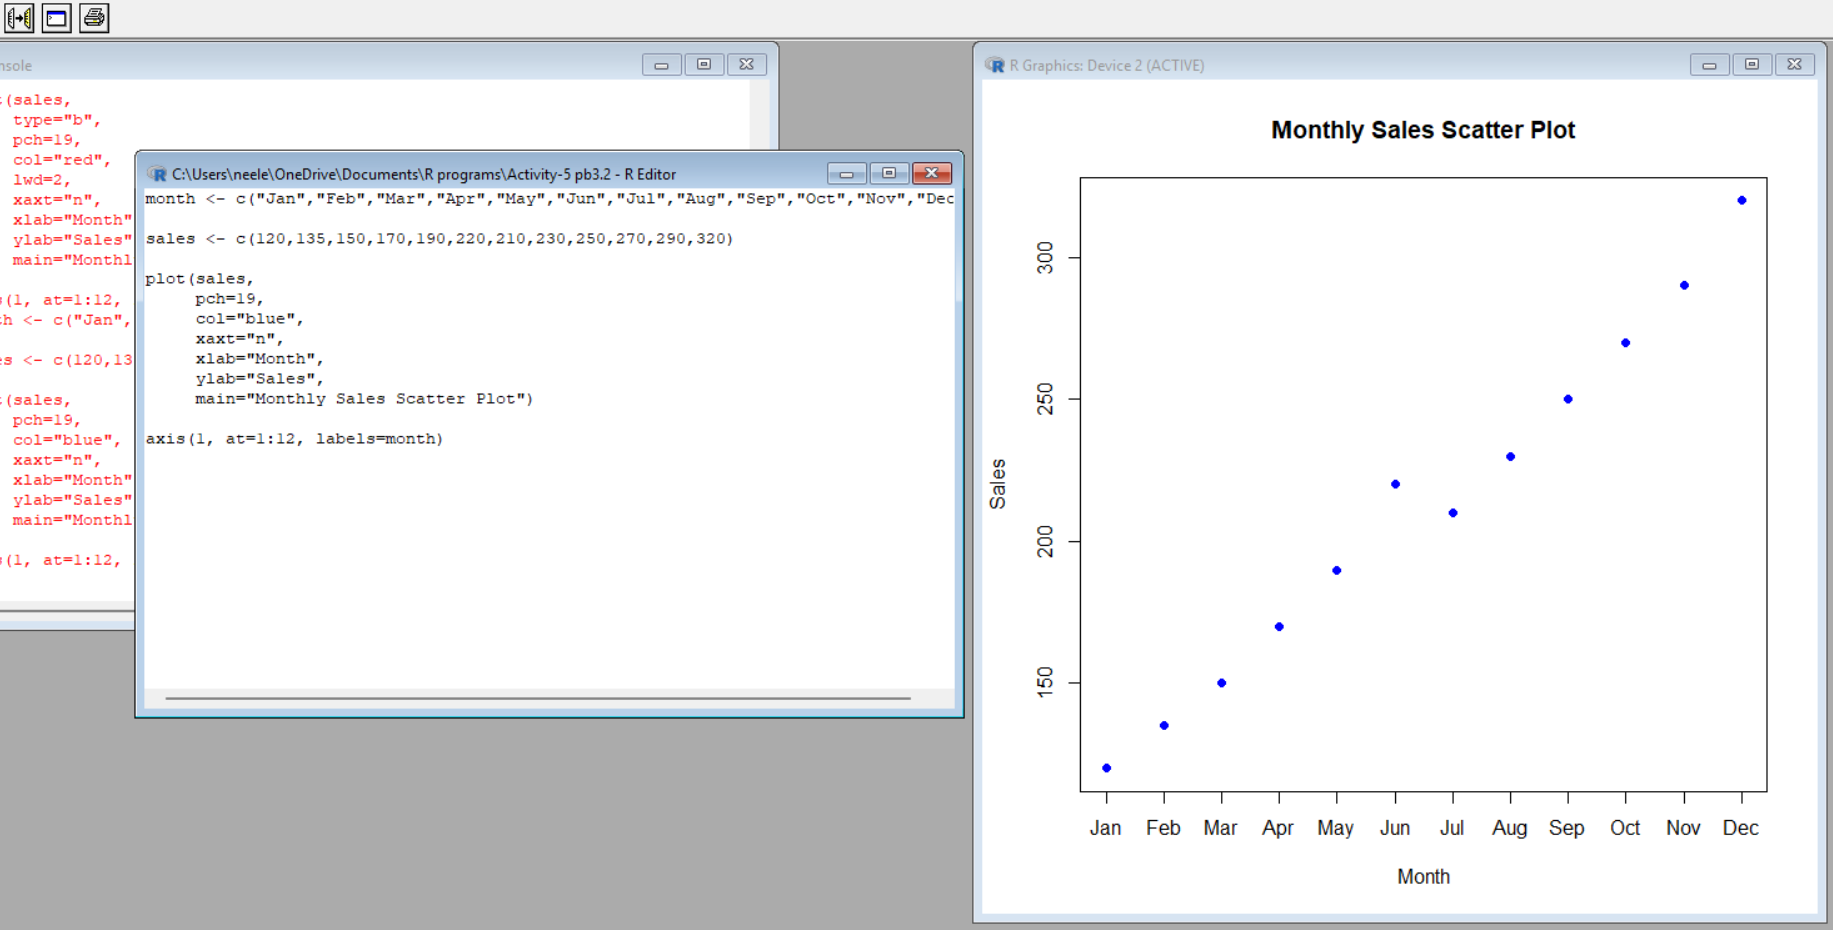 nsole
(sales,
type="b",
pch=19,
col="red",
lwd=2,
xaxt="n",
xlab="Month"
ylab="Sales"
main="Monthl
(1, at=1:12,
th <- c("Jan",
es <- c(120,13
(sales,
pch=19,
col="blue",
xaxt="n",
xlab="Month"
ylab="Sales"
main="Monthl
(1, at=1:12,
C:\Users\neele\OneDrive\Documents\R programs\Activity-5 pb3.2 - R Editor
month <- c("Jan","Feb","Mar","Apr","May","Jun","Jul","Aug","Sep","Oct","Nov","Dec
sales <- c(120,135,150,170,190,220,210,230,250,270,290,320)
plot(sales,
pch=19,
col="blue",
xaxt="n",
xlab="Month",
ylab="Sales",
main="Monthly Sales Scatter Plot")
axis(1, at=1:12, labels=month)
R Graphics: Device 2 (ACTIVE)
Monthly Sales Scatter Plot
300
250
200
150
Sales
Jan Feb Mar Apr May Jun Jul Aug Sep Oct Nov Dec
Month